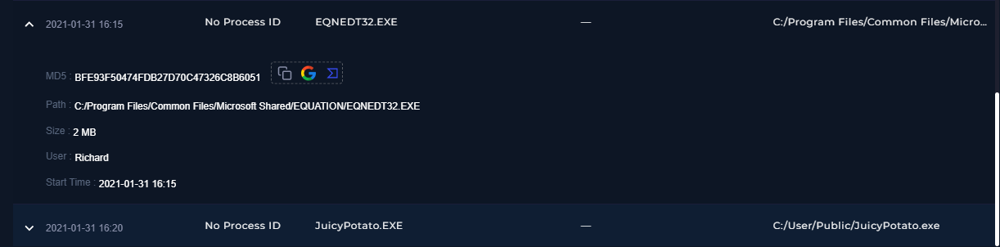 2021-01-31 16:15 No Process ID EQNEDT32.EXE — C:/Program Files/Common Files/Micro...
MD5 : BFE93F50474FDB27D70C47326C8B6051
Path : C:/Program Files/Common Files/Microsoft Shared/EQUATION/EQNEDT32.EXE
Size : 2 MB
User : Richard
Start Time : 2021-01-31 16:15
2021-01-31 16:20 No Process ID JuicyPotato.EXE — C:/User/Public/JuicyPotato.exe